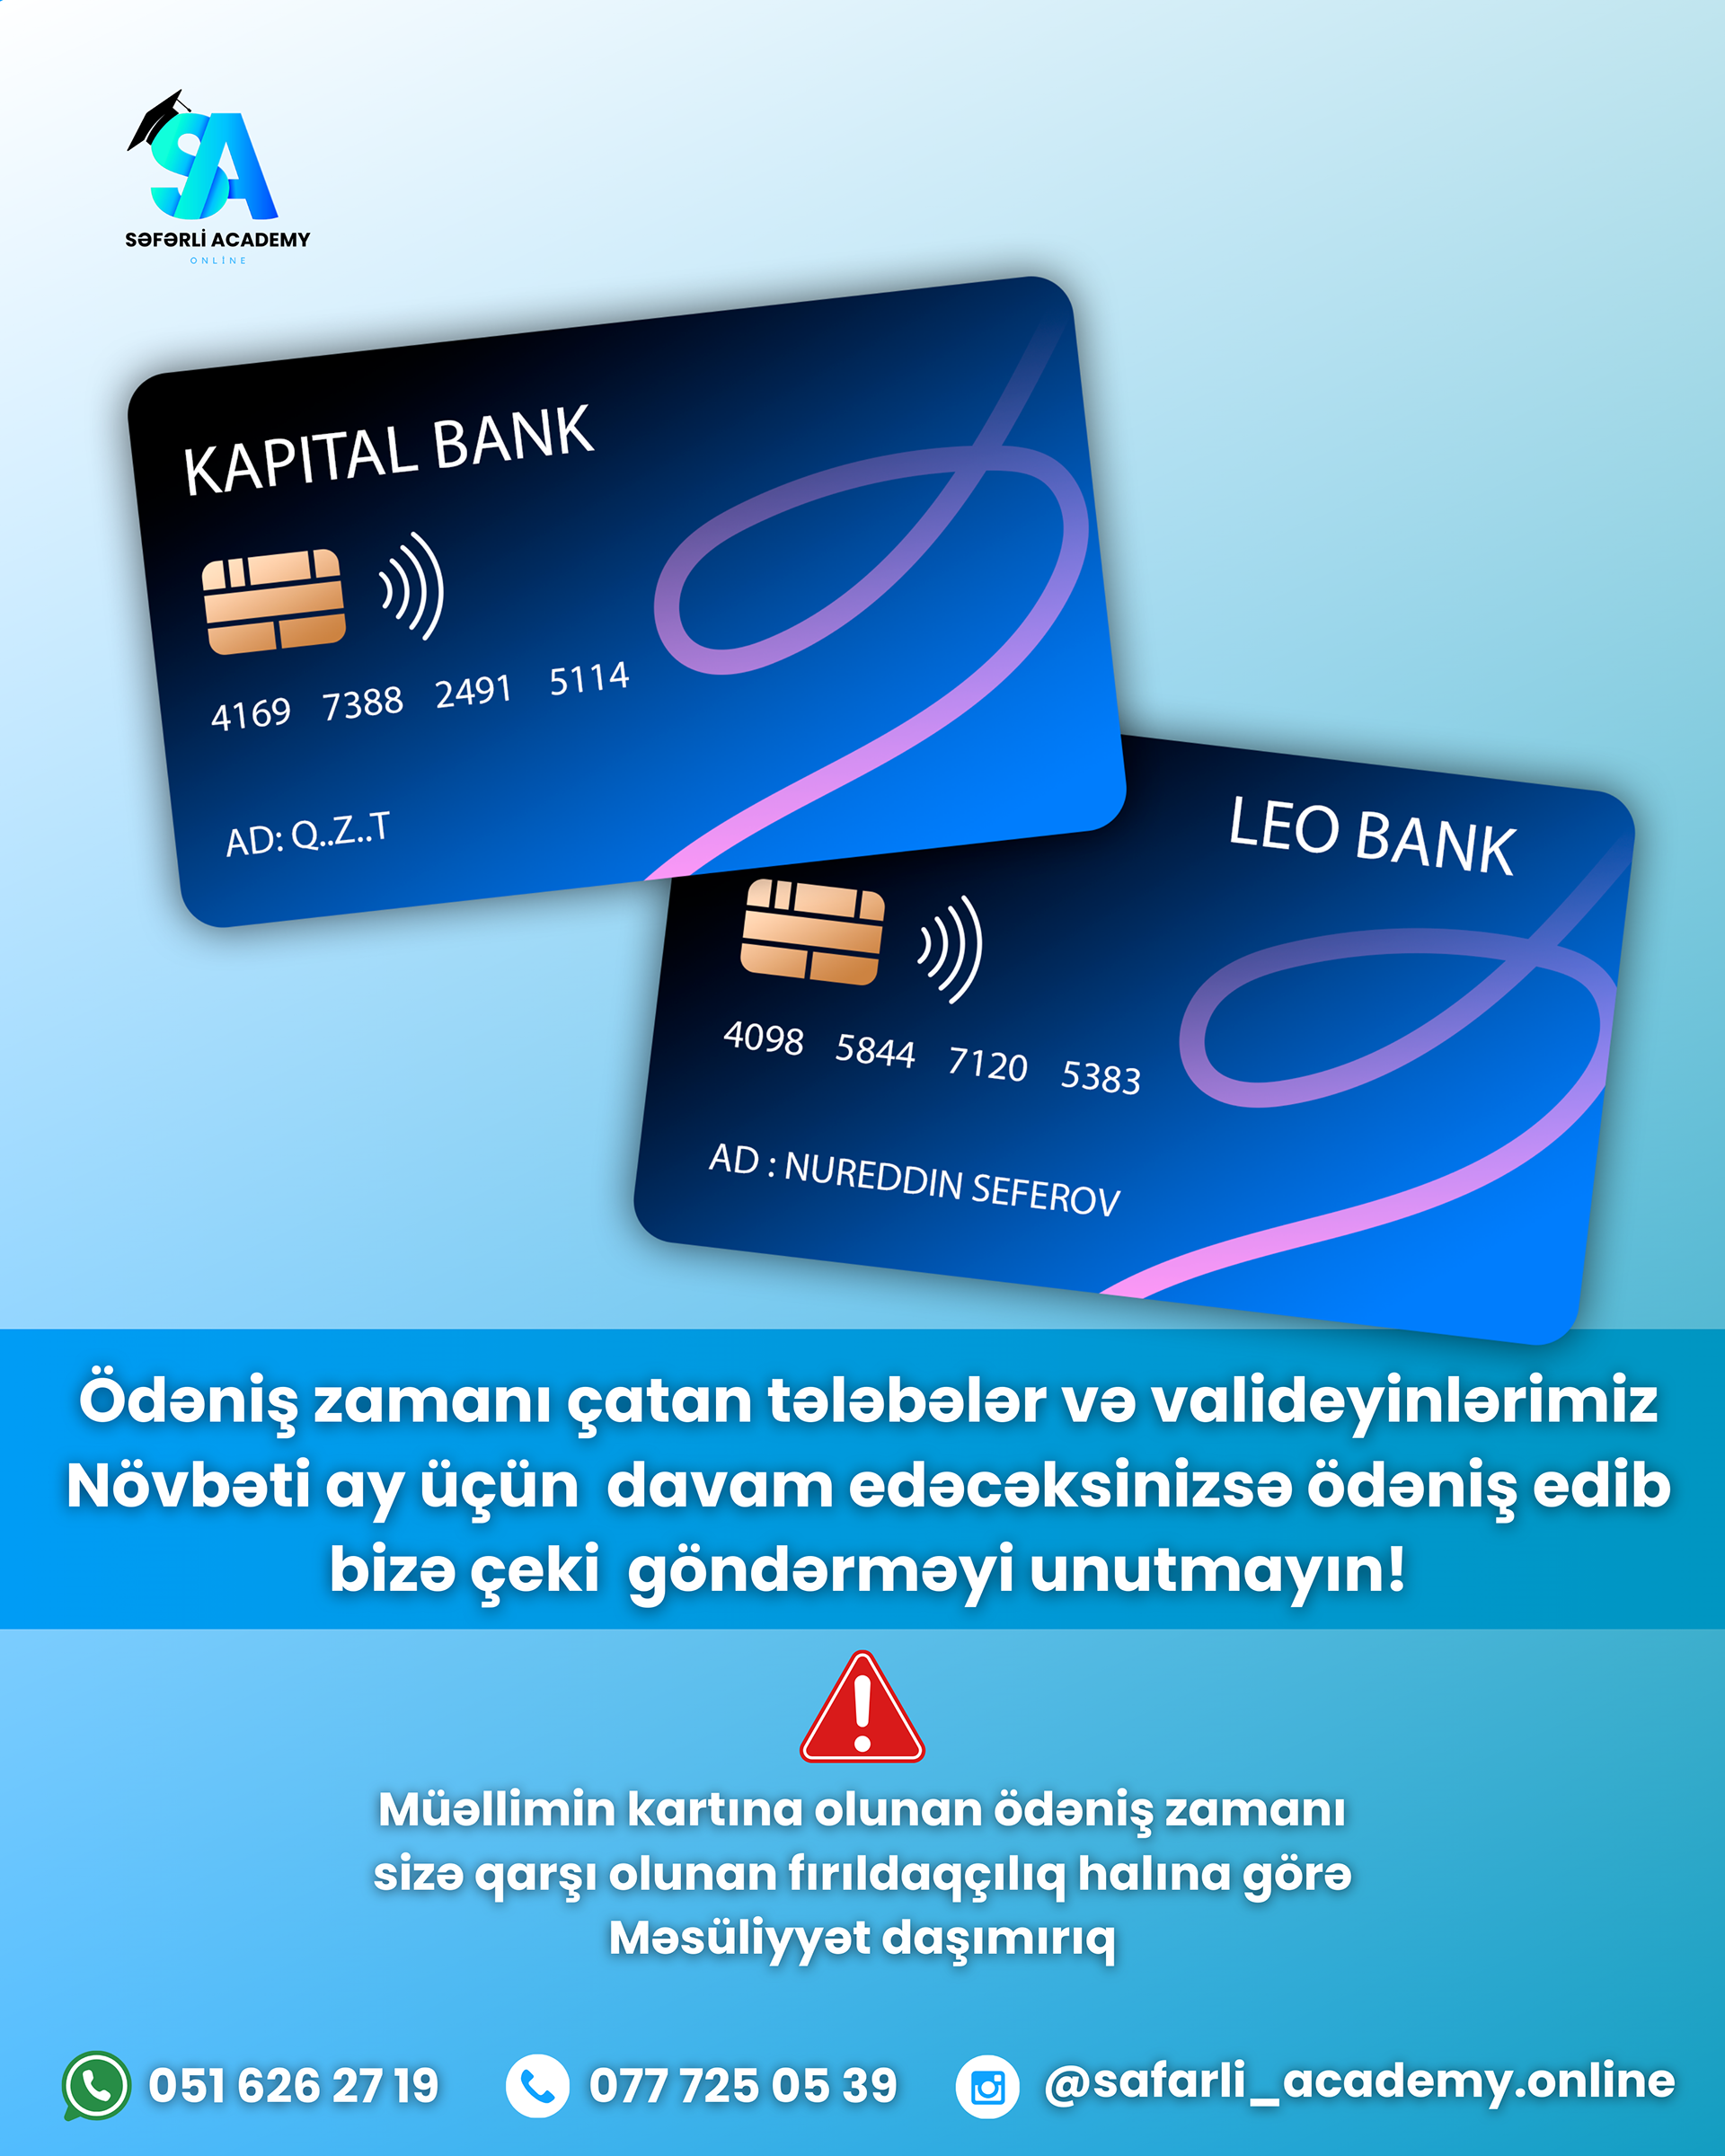 SA
SƏFƏRLİ ACADEMY
ONLİNE
KAPITAL BANK
4169 7388 2491 5114
AD: Q..Z..T
LEO BANK
4098 5844 7120 5383
AD : NUREDDIN SEFEROV
Ödəniş zamanı çatan tələbələr və valideyinlərimiz
Növbəti ay üçün davam edəcəksinizsə ödəniş edib
bizə çeki göndərməyi unutmayın!
Müəllimin kartına olunan ödəniş zamanı
sizə qarşı olunan fırıldaqçılıq halına görə
Məsüliyyət daşımırıq
051 626 27 19
077 725 05 39
@safarli_academy.online